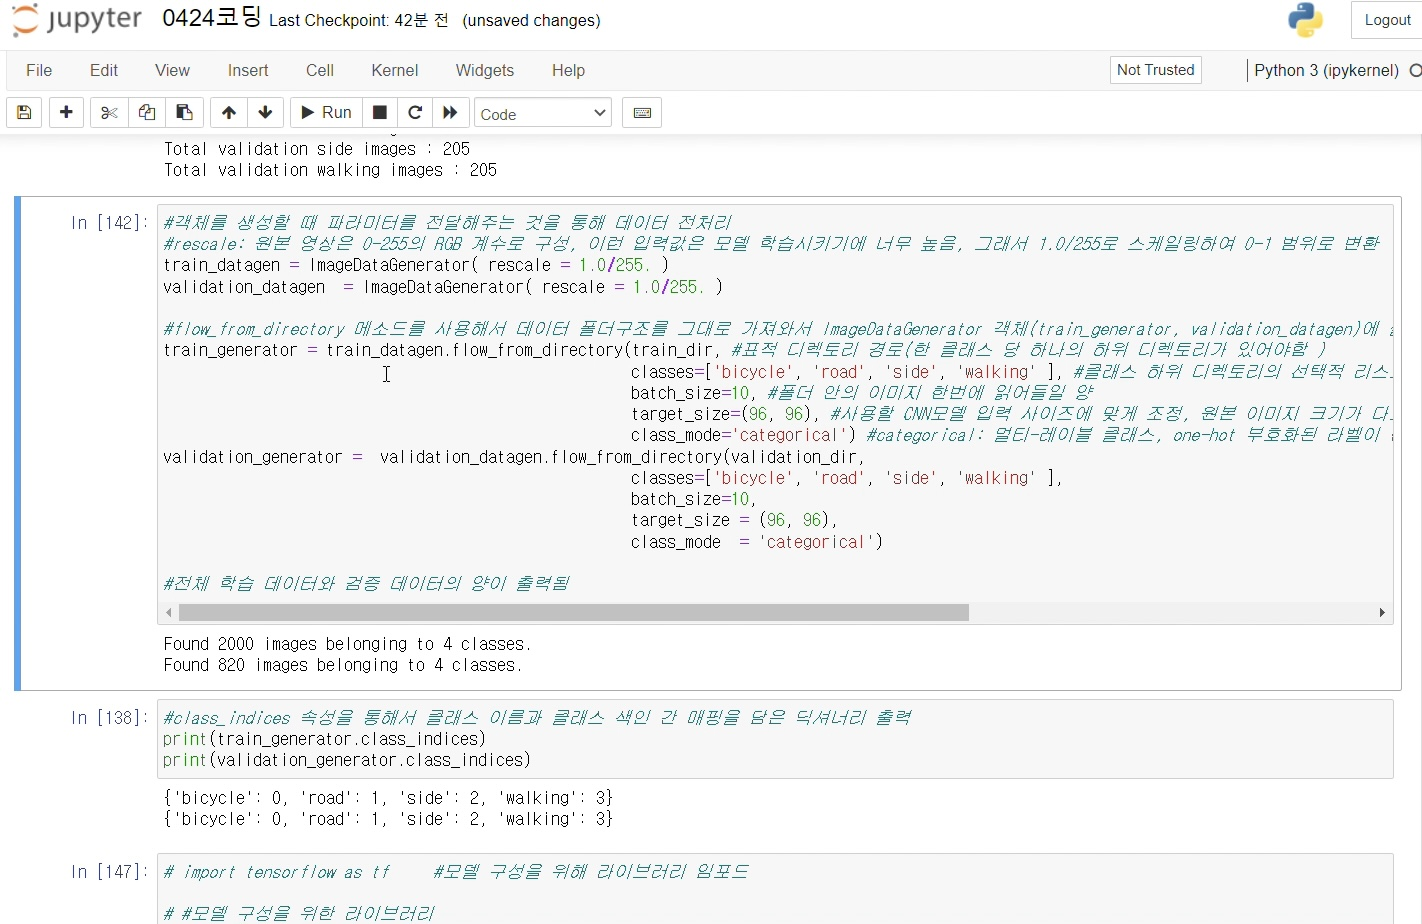 jupyter 0424코딩 Last Checkpoint: 42분 전 (unsaved changes) Logout
File Edit View Insert Cell Kernel Widgets Help Not Trusted Python 3 (ipykernel)
Run Code
Total validation side images : 205
Total validation walking images : 205
In [142]: #객체를 생성할 때 파라미터를 전달해주는 것을 통해 데이터 전처리
#rescale: 원본 영상은 0-255의 RGB 계수로 구성, 이런 입력값은 모델 학습시키기에 너무 높음, 그래서 1.0/255로 스케일링하여 0-1 범위로 변환
train_datagen = ImageDataGenerator( rescale = 1.0/255. )
validation_datagen  = ImageDataGenerator( rescale = 1.0/255. )
#flow_from_directory 메소드를 사용해서 데이터 폴더구조를 그대로 가져와서 ImageDataGenerator 객체(train_generator, validation_datagen)에
train_generator = train_datagen.flow_from_directory(train_dir, #표적 디렉토리 경로(한 클래스 당 하나의 하위 디렉토리가 있어야함 )
classes=['bicycle', 'road', 'side', 'walking' ], #클래스 하위 디렉토리의 선택적
batch_size=10, #폴더 안의 이미지 한번에 읽어들일 양
target_size=(96, 96), #사용할 CNN모델 입력 사이즈에 맞게 조정, 원본 이미지 크기가
class_mode='categorical') #categorical: 멀티-레이블 클래스, one-hot 부호화된 라벨이
validation_generator =  validation_datagen.flow_from_directory(validation_dir,
classes=['bicycle', 'road', 'side', 'walking' ],
batch_size=10,
target_size = (96, 96),
class_mode  = 'categorical')
#전체 학습 데이터와 검증 데이터의 양이 출력됨
Found 2000 images belonging to 4 classes.
Found 820 images belonging to 4 classes.
In [138]: #class_indices 속성을 통해서 클래스 이름과 클래스 색인 간 매핑을 담은 딕셔너리 출력
print(train_generator.class_indices)
print(validation_generator.class_indices)
{'bicycle': 0, 'road': 1, 'side': 2, 'walking': 3}
{'bicycle': 0, 'road': 1, 'side': 2, 'walking': 3}
In [147]: # import tensorflow as tf    #모델 구성을 위해 라이브러리 임포드
# #모델 구성을 위한 라이브러리